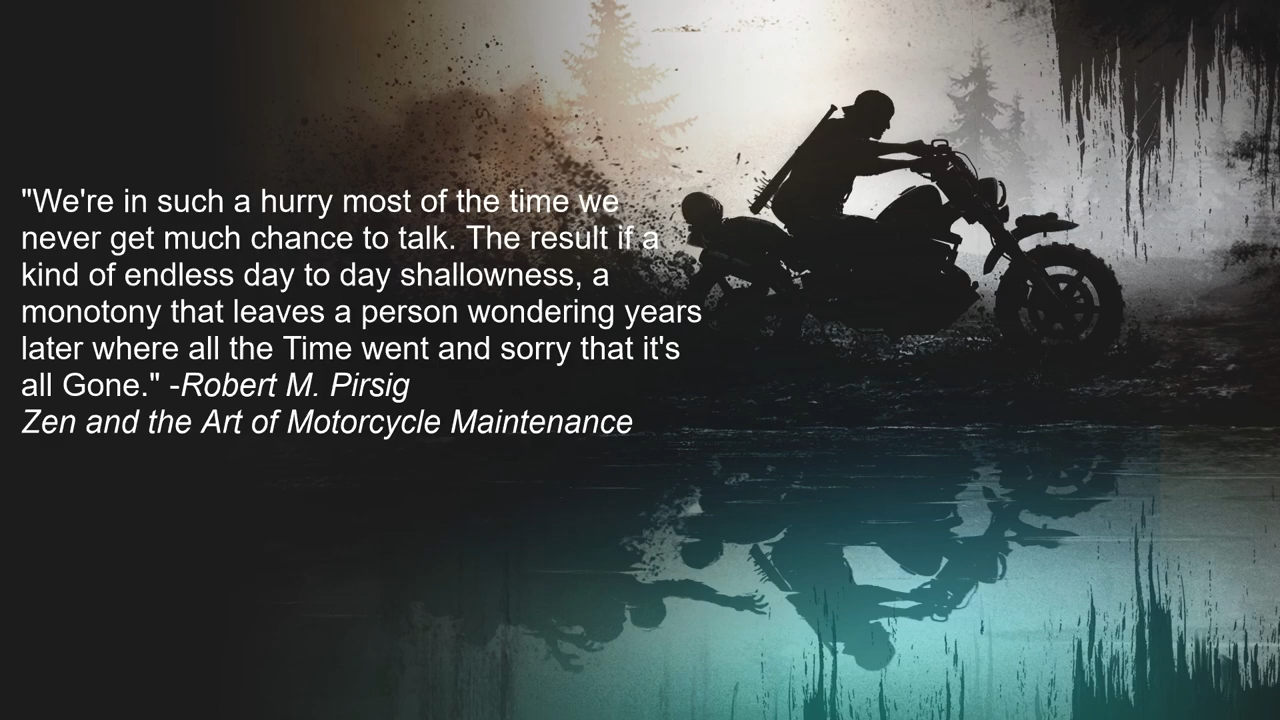 "We're in such a hurry most of the time we
never get much chance to talk. The result if a
kind of endless day to day shallowness, a
monotony that leaves a person wondering years
later where all the Time went and sorry that it's
all Gone." -Robert M. Pirsig
Zen and the Art of Motorcycle Maintenance